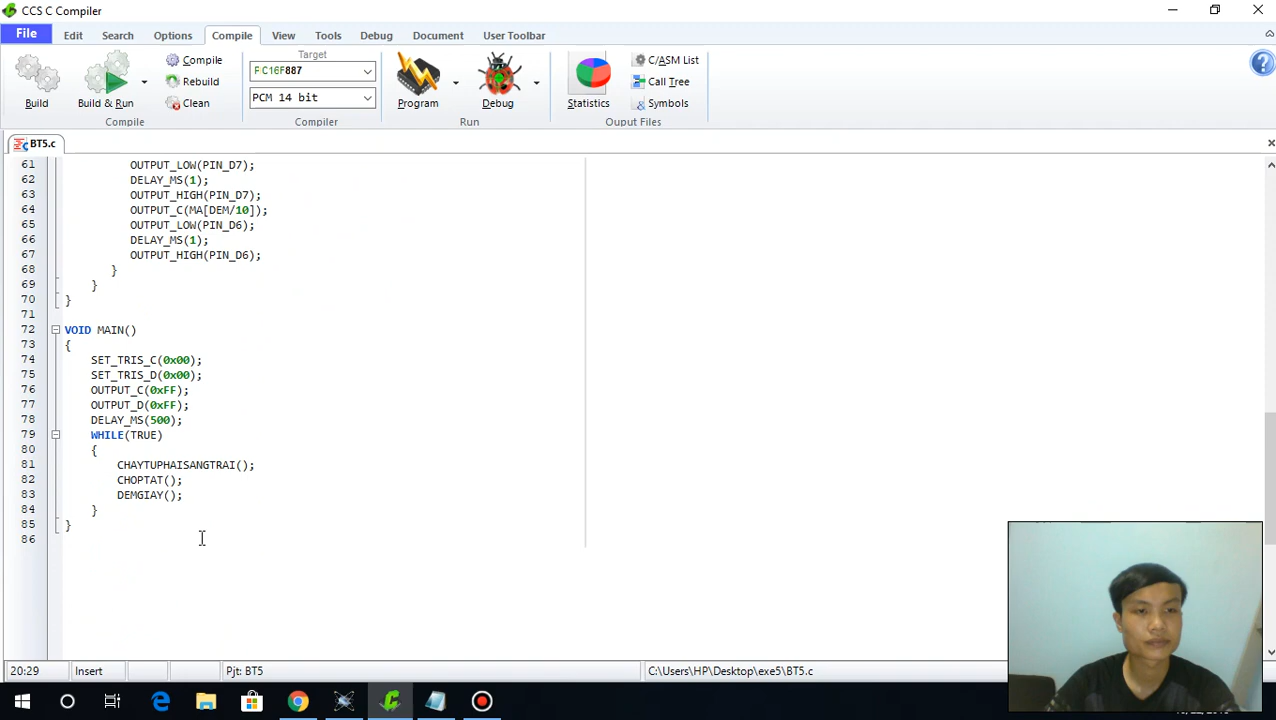 CCS C Compiler
File Edit Search Options Compile View Tools Debug Document User Toolbar
Build
Build & Run
Compile
Rebuild
Clean
Compile
Target
PIC16F887
PCM 14 bit
Compiler
Program
Debug
Run
Statistics
C/ASM List
Call Tree
Symbols
Ouput Files
BT5.c
61 OUTPUT_LOW(PIN_D7);
62 DELAY_MS(1);
63 OUTPUT_HIGH(PIN_D7);
64 OUTPUT_C(MA[DEM/10]);
65 OUTPUT_LOW(PIN_D6);
66 DELAY_MS(1);
67 OUTPUT_HIGH(PIN_D6);
68 }
69 }
70 }
71
72 VOID MAIN()
73 {
74 SET_TRIS_C(0x00);
75 SET_TRIS_D(0x00);
76 OUTPUT_C(0xFF);
77 OUTPUT_D(0xFF);
78 DELAY_MS(500);
79 WHILE(TRUE)
80 {
81 CHAYTUPHAISANGTRAI();
82 CHOPTAT();
83 DEMGIAY();
84 }
85 }
86
20:29 Insert Pjt: BT5 C:\Users\HP\Desktop\exe5\BT5.c